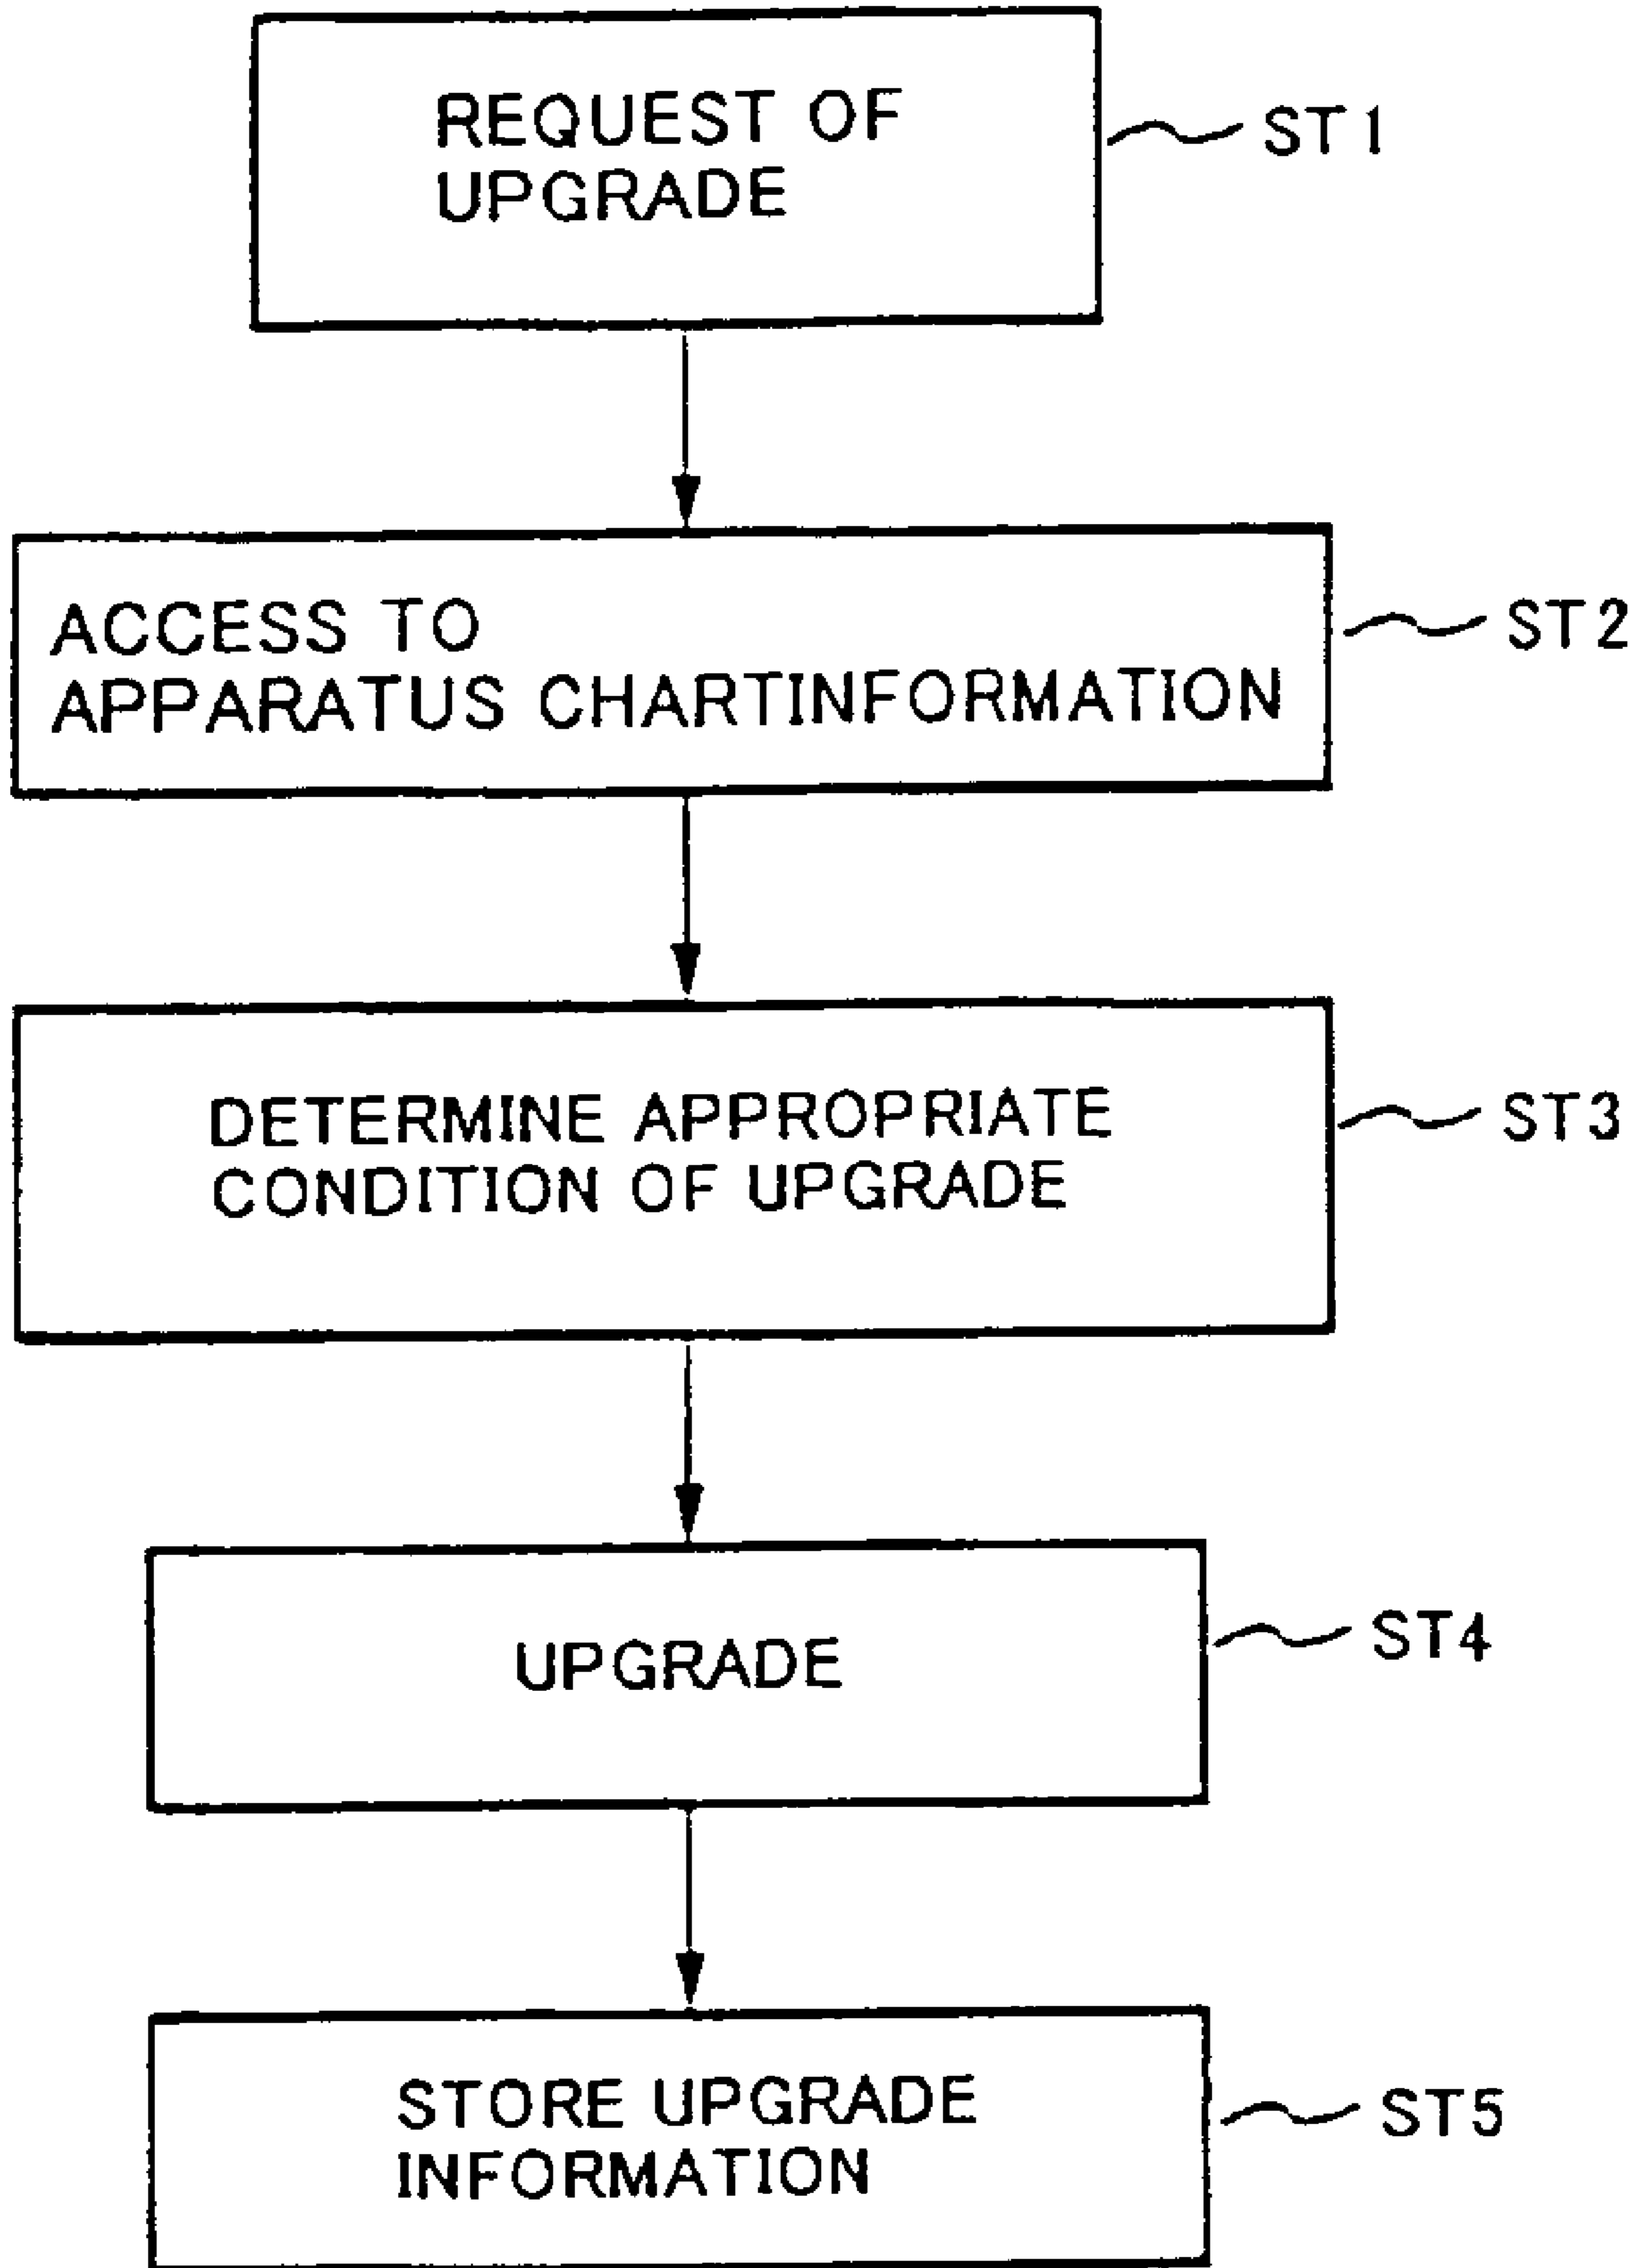 REQUEST OF
UPGRADE
ST1
ACCESS TO
APPARATUS CHARTINFORMATION
ST2
DETERMINE APPROPRIATE
CONDITION OF UPGRADE
ST3
UPGRADE
ST4
STORE UPGRADE
INFORMATION
ST5